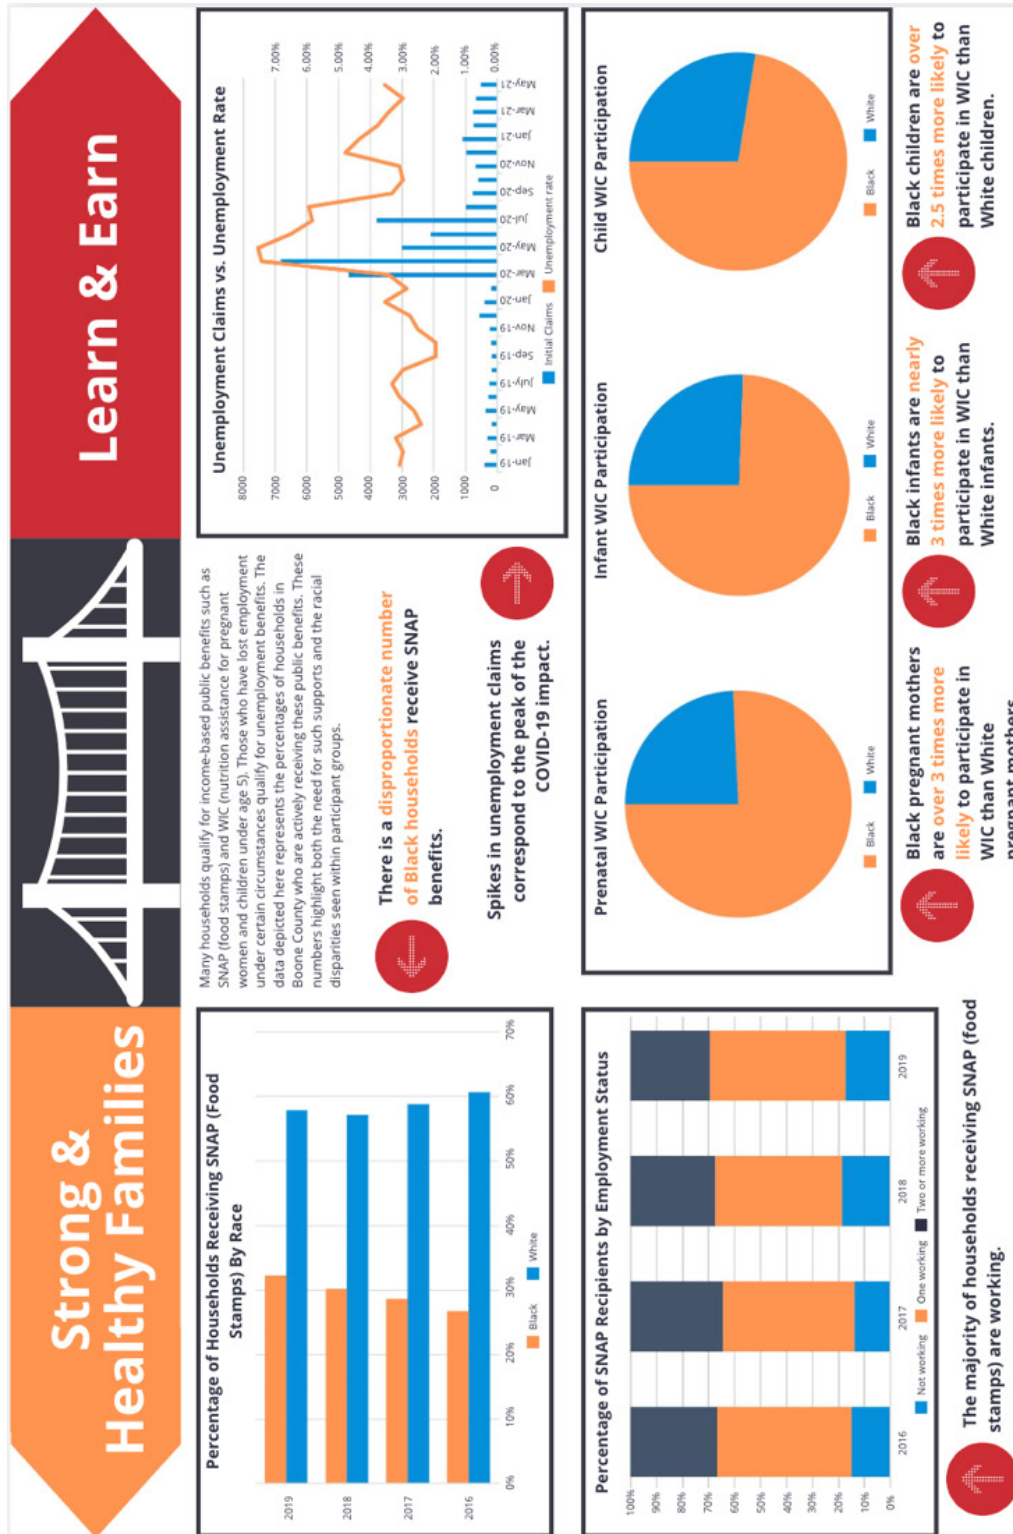 Strong &
Healthy Families
Learn & Earn
Percentage of Households Receiving SNAP (Food
Stamps) By Race
2019
2018
2017
2016
0%
10%
20%
30%
40%
50%
60%
70%
Black
White
Many households qualify for income-based public benefits such as
SNAP (food stamps) and WIC (nutrition assistance for pregnant
women and children under age 5). Those who have lost employment
under certain circumstances qualify for unemployment benefits. The
data depicted here represents the percentages of households in
Boone County who are actively receiving these public benefits. These
numbers highlight both the need for such supports and the racial
disparities seen within participant groups.
There is a disproportionate number
of Black households receive SNAP
benefits.
Spikes in unemployment claims
correspond to the peak of the
COVID-19 impact.
Unemployment Claims vs. Unemployment Rate
8000
7000
6000
5000
4000
3000
2000
1000
0
7.00%
6.00%
5.00%
4.00%
3.00%
2.00%
1.00%
0.00%
Jan-19
Mar-19
May-19
July-19
Sep-19
Nov-19
Jan-20
Mar-20
May-20
Jul-20
Sep-20
Nov-20
Jan-21
Mar-21
May-21
Initial Claims
Unemployment rate
Percentage of SNAP Recipients by Employment Status
100%
90%
80%
70%
60%
50%
40%
30%
20%
10%
0%
2016
2017
2018
2019
Not working
One working
Two or more working
The majority of households receiving SNAP (food
stamps) are working.
Prenatal WIC Participation
Black
White
Infant WIC Participation
Black
White
Child WIC Participation
Black
White
Black pregnant mothers
are over 3 times more
likely to participate in
WIC than White
pregnant mothers
Black infants are nearly
3 times more likely to
participate in WIC than
White infants.
Black children are over
2.5 times more likely to
participate in WIC than
White children.